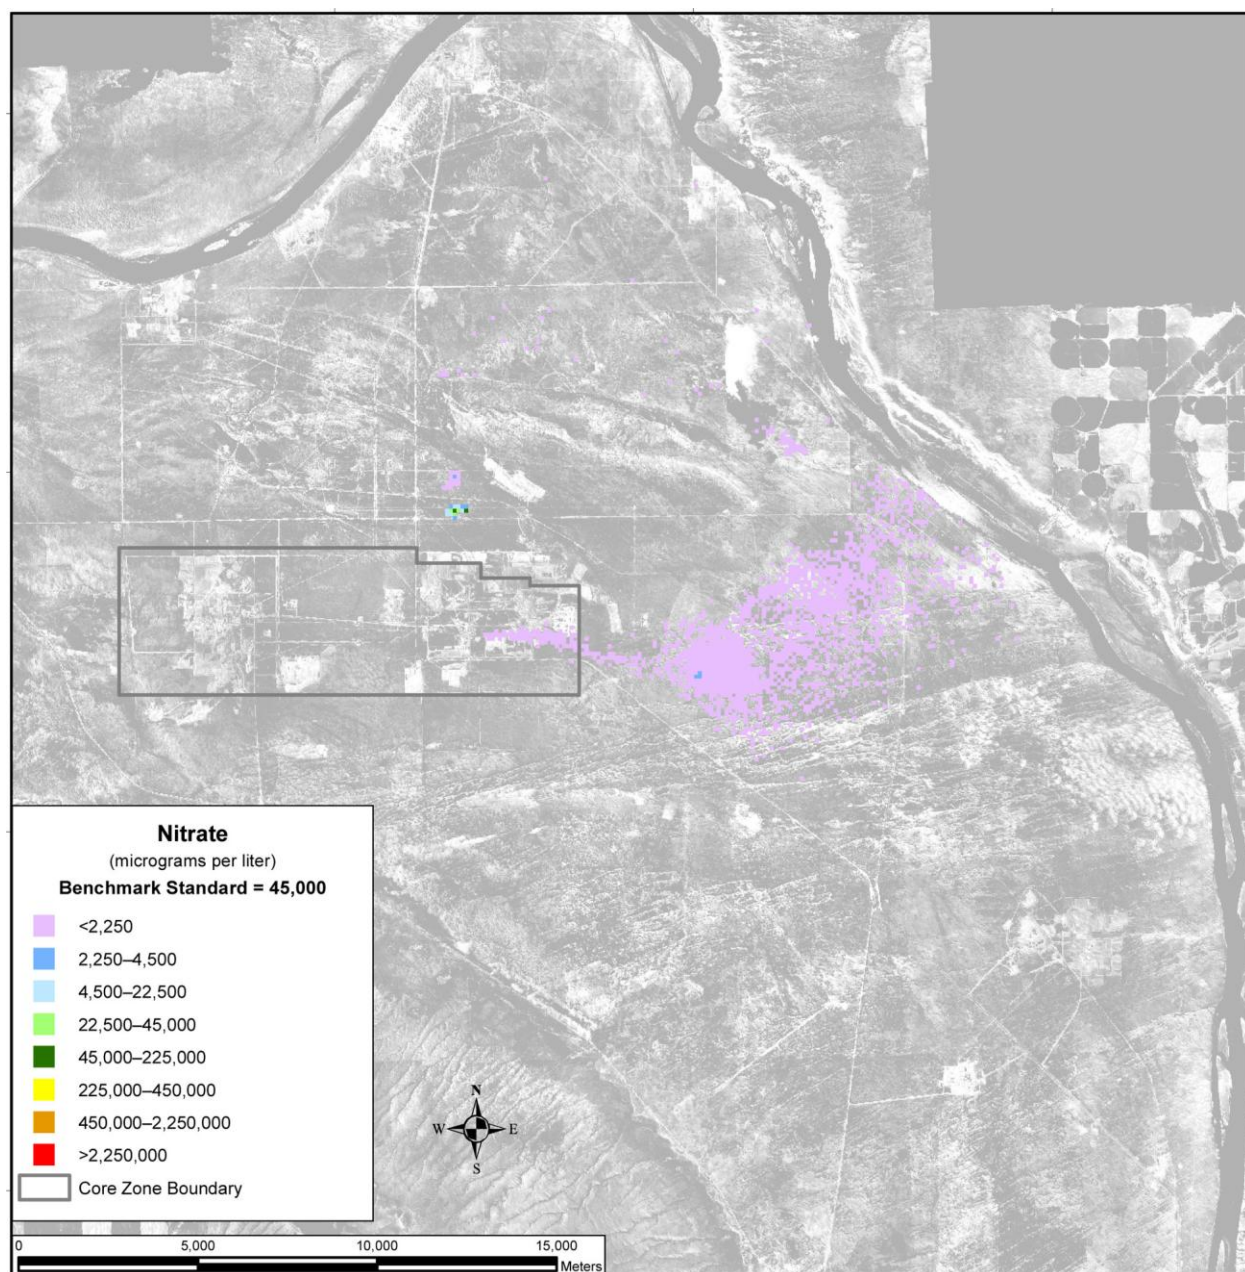 Nitrate
(micrograms per liter)
Benchmark Standard = 45,000
<2,250
2,250–4,500
4,500–22,500
22,500–45,000
45,000–225,000
225,000–450,000
450,000–2,250,000
>2,250,000
Core Zone Boundary
N
W E
S
0 5,000 10,000 15,000
Meters